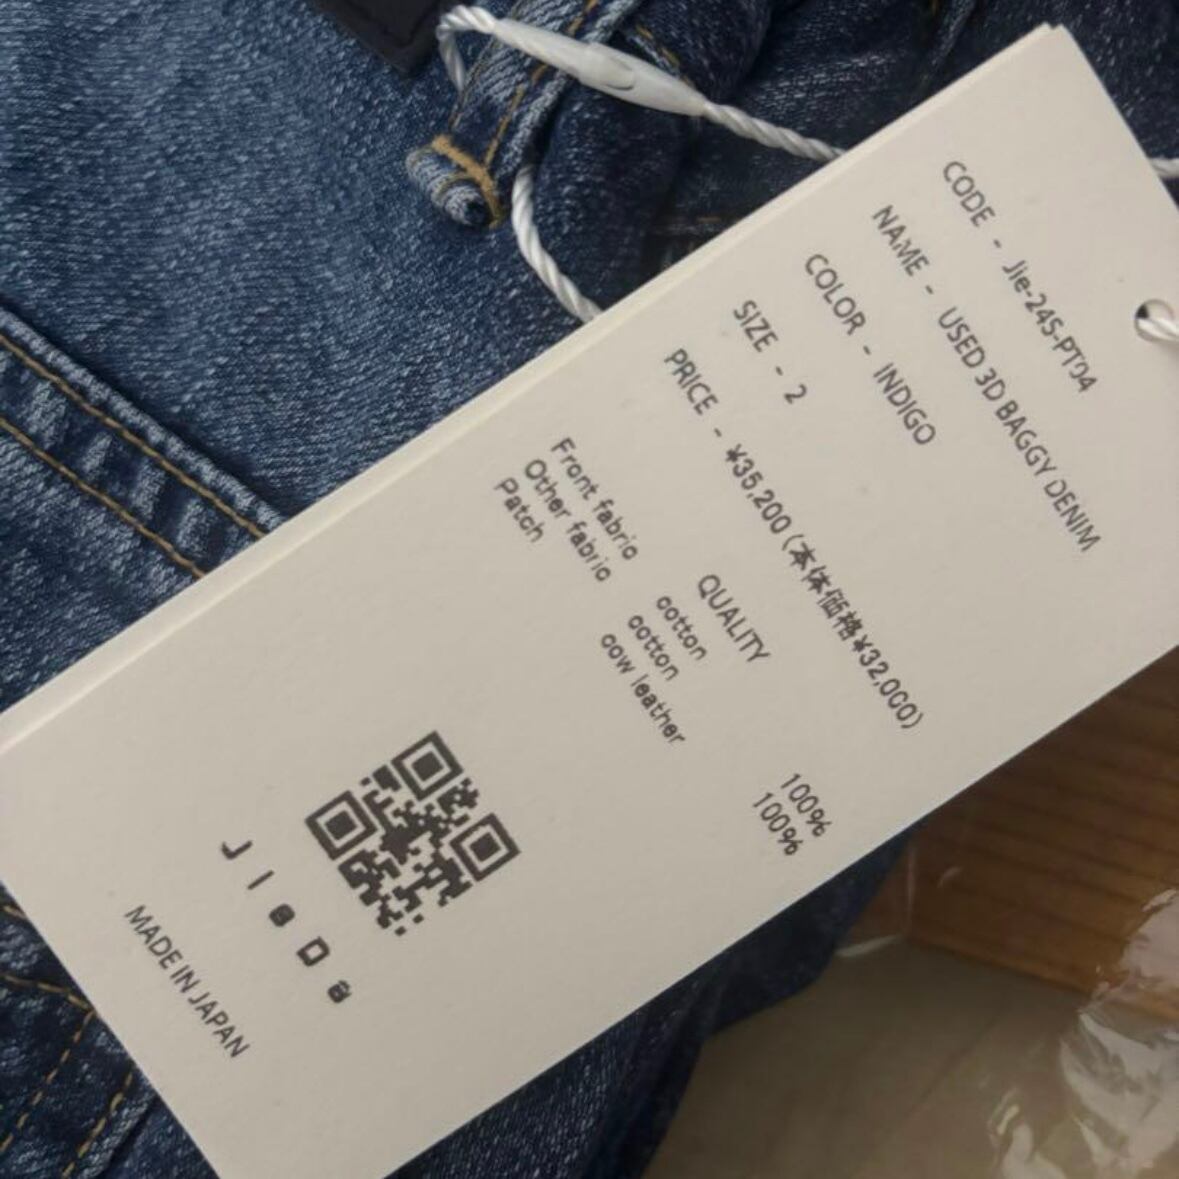 CODE - Jie-24S-PT04
NAME - USED 3D BAGGY DENIM
COLOR - INDIGO
SIZE - 2
PRICE - ¥35,200 (本体価格¥32,000)
QUALITY
Front fabric cotton 100%
Other fabric cotton 100%
Patch cow leather
JieDa
MADE IN JAPAN